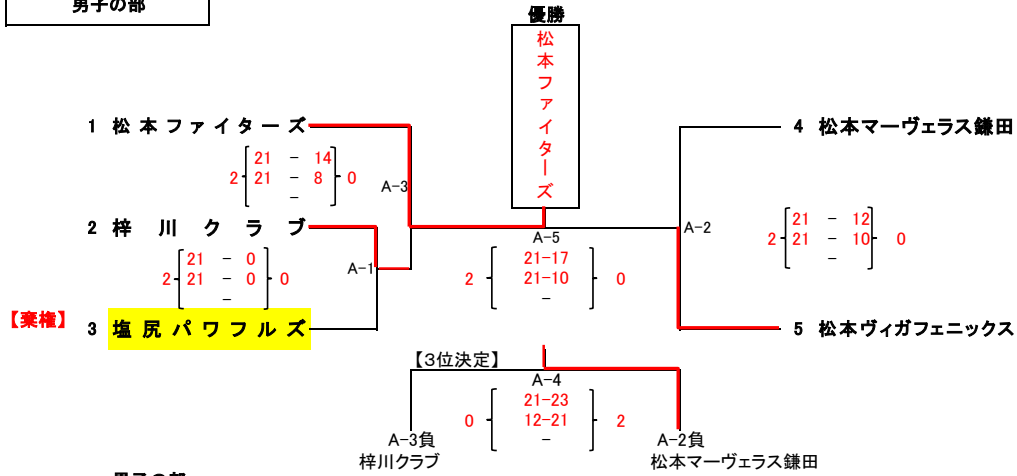 男子の部
優勝
松本ファイターズ
1 松本ファイターズ
2 21 - 14 0
21 - 8
-
A-3
2 梓川クラブ
2 21 - 0 0
21 - 0
-
A-1
【棄権】
3 塩尻パワフルズ
A-5
2 21-17 0
21-10
-
4 松本マーヴェラス鎌田
A-2
2 21 - 12 0
21 - 10
-
5 松本ヴィガフェニックス
【3位決定】
A-4
0 21-23 2
12-21
-
A-3負
梓川クラブ
A-2負
松本マーヴェラス鎌田